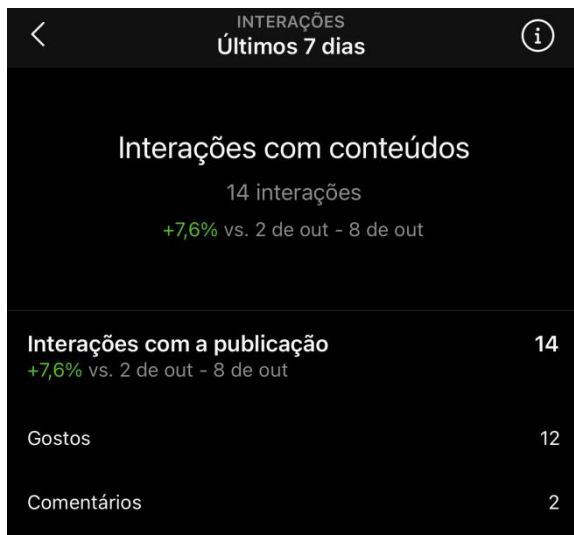 INTERAÇÕES
Últimos 7 dias
Interações com conteúdos
14 interações
+7,6% vs. 2 de out - 8 de out
Interações com a publicação 14
+7,6% vs. 2 de out - 8 de out
Gostos 12
Comentários 2